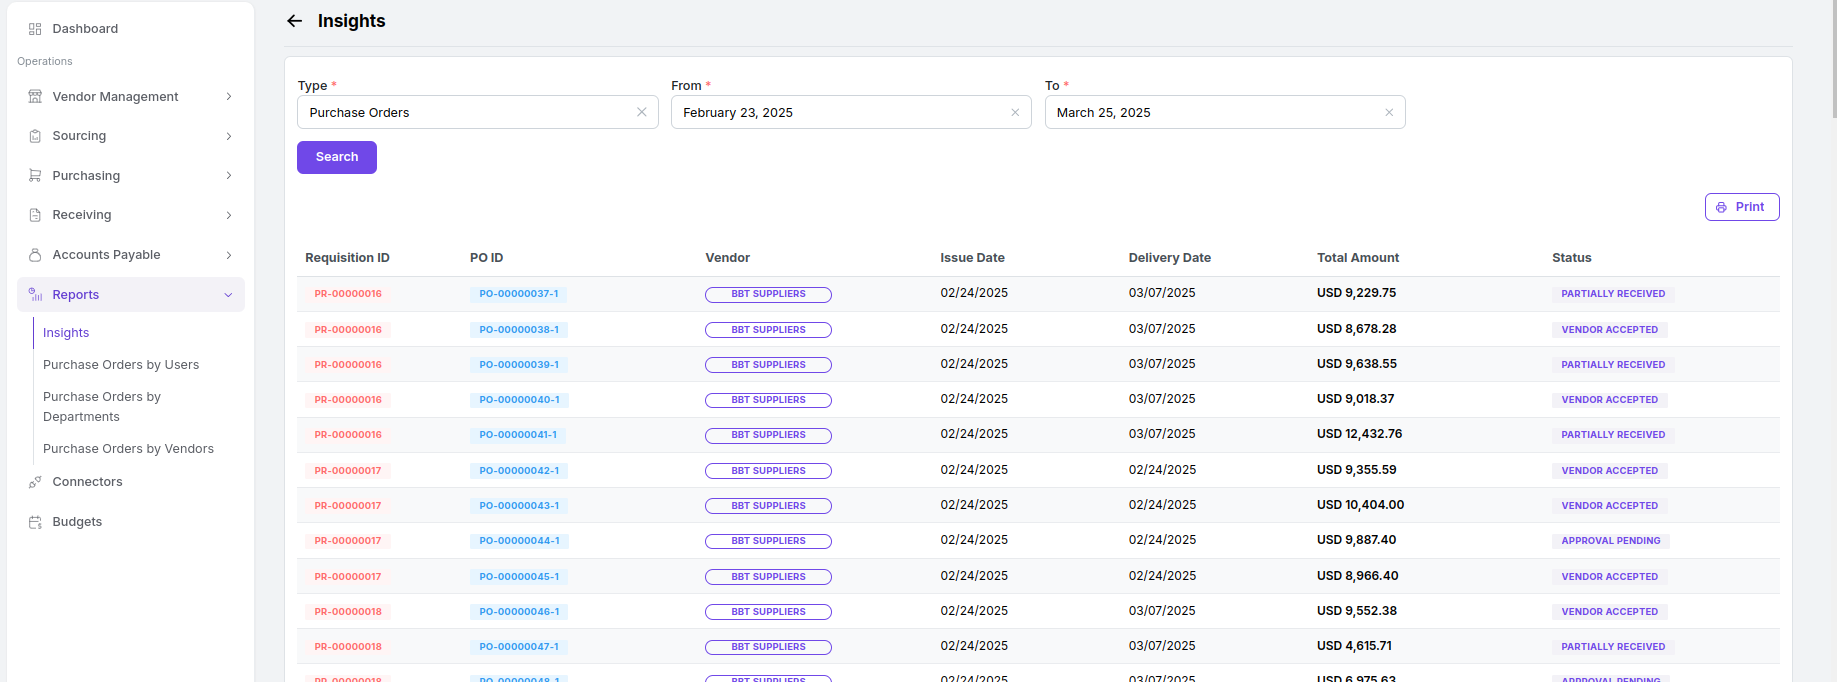 Dashboard
Operations
Vendor Management
Sourcing
Purchasing
Receiving
Accounts Payable
Reports
Insights
Purchase Orders by Users
Purchase Orders by
Departments
Purchase Orders by Vendors
Connectors
Budgets
Insights
Type * From * To *
Purchase Orders February 23, 2025 March 25, 2025
Search
Print
Requisition ID PO ID Vendor Issue Date Delivery Date Total Amount Status
PR-00000016 PO-00000037-1 BBT SUPPLIERS 02/24/2025 03/07/2025 USD 9,229.75 PARTIALLY RECEIVED
PR-00000016 PO-00000038-1 BBT SUPPLIERS 02/24/2025 03/07/2025 USD 8,678.28 VENDOR ACCEPTED
PR-00000016 PO-00000039-1 BBT SUPPLIERS 02/24/2025 03/07/2025 USD 9,638.55 PARTIALLY RECEIVED
PR-00000016 PO-00000040-1 BBT SUPPLIERS 02/24/2025 03/07/2025 USD 9,018.37 VENDOR ACCEPTED
PR-00000016 PO-00000041-1 BBT SUPPLIERS 02/24/2025 03/07/2025 USD 12,432.76 PARTIALLY RECEIVED
PR-00000017 PO-00000042-1 BBT SUPPLIERS 02/24/2025 02/24/2025 USD 9,355.59 VENDOR ACCEPTED
PR-00000017 PO-00000043-1 BBT SUPPLIERS 02/24/2025 02/24/2025 USD 10,404.00 VENDOR ACCEPTED
PR-00000017 PO-00000044-1 BBT SUPPLIERS 02/24/2025 02/24/2025 USD 9,887.40 APPROVAL PENDING
PR-00000017 PO-00000045-1 BBT SUPPLIERS 02/24/2025 02/24/2025 USD 8,966.40 VENDOR ACCEPTED
PR-00000018 PO-00000046-1 BBT SUPPLIERS 02/24/2025 03/07/2025 USD 9,552.38 VENDOR ACCEPTED
PR-00000018 PO-00000047-1 BBT SUPPLIERS 02/24/2025 03/07/2025 USD 4,615.71 PARTIALLY RECEIVED
PR-00000018 PO-00000048-1 BBT SUPPLIERS 02/24/2025 03/07/2025 USD 6,975.63 APPROVAL PENDING